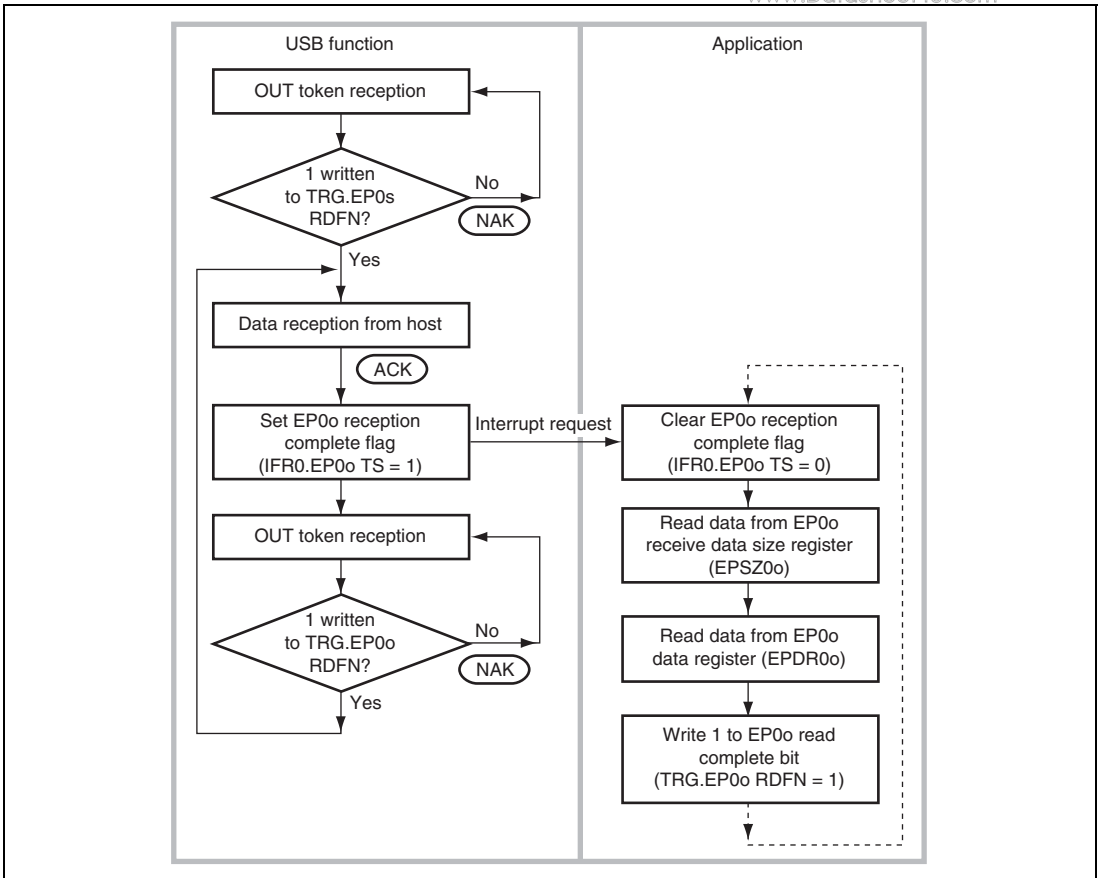 USB function
Application
OUT token reception
1 written
to TRG.EP0s
RDFN?
No
NAK
Yes
Data reception from host
ACK
Set EP0o reception
complete flag
(IFR0.EP0o TS = 1)
Interrupt request
Clear EP0o reception
complete flag
(IFR0.EP0o TS = 0)
OUT token reception
Read data from EP0o
receive data size register
(EPSZ0o)
1 written
to TRG.EP0o
RDFN?
No
NAK
Yes
Read data from EP0o
data register (EPDR0o)
Write 1 to EP0o read
complete bit
(TRG.EP0o RDFN = 1)